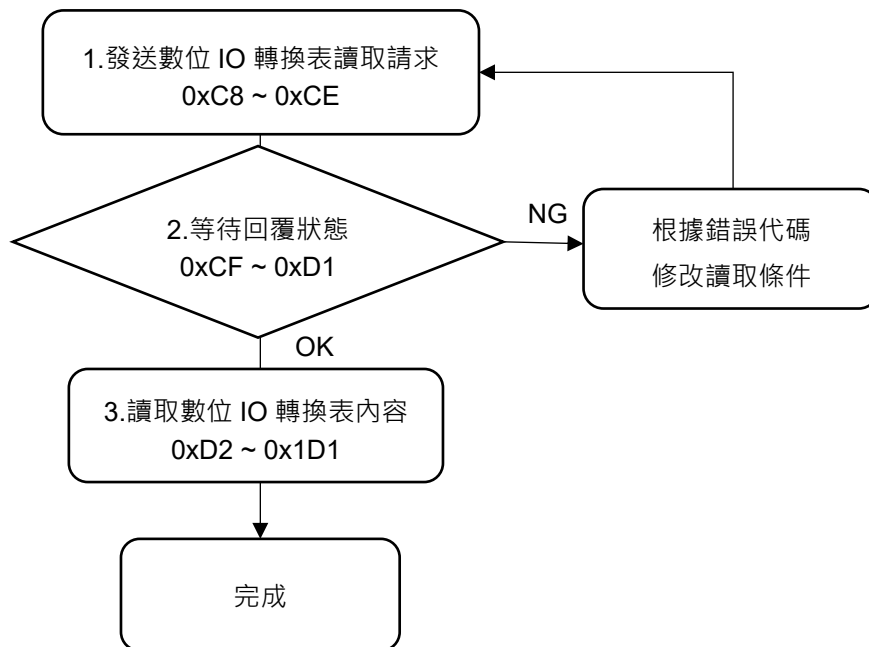 1.發送數位 IO 轉換表讀取請求
0xC8 ~ 0xCE
2.等待回覆狀態
0xCF ~ 0xD1
NG
根據錯誤代碼
修改讀取條件
OK
3.讀取數位 IO 轉換表內容
0xD2 ~ 0x1D1
完成